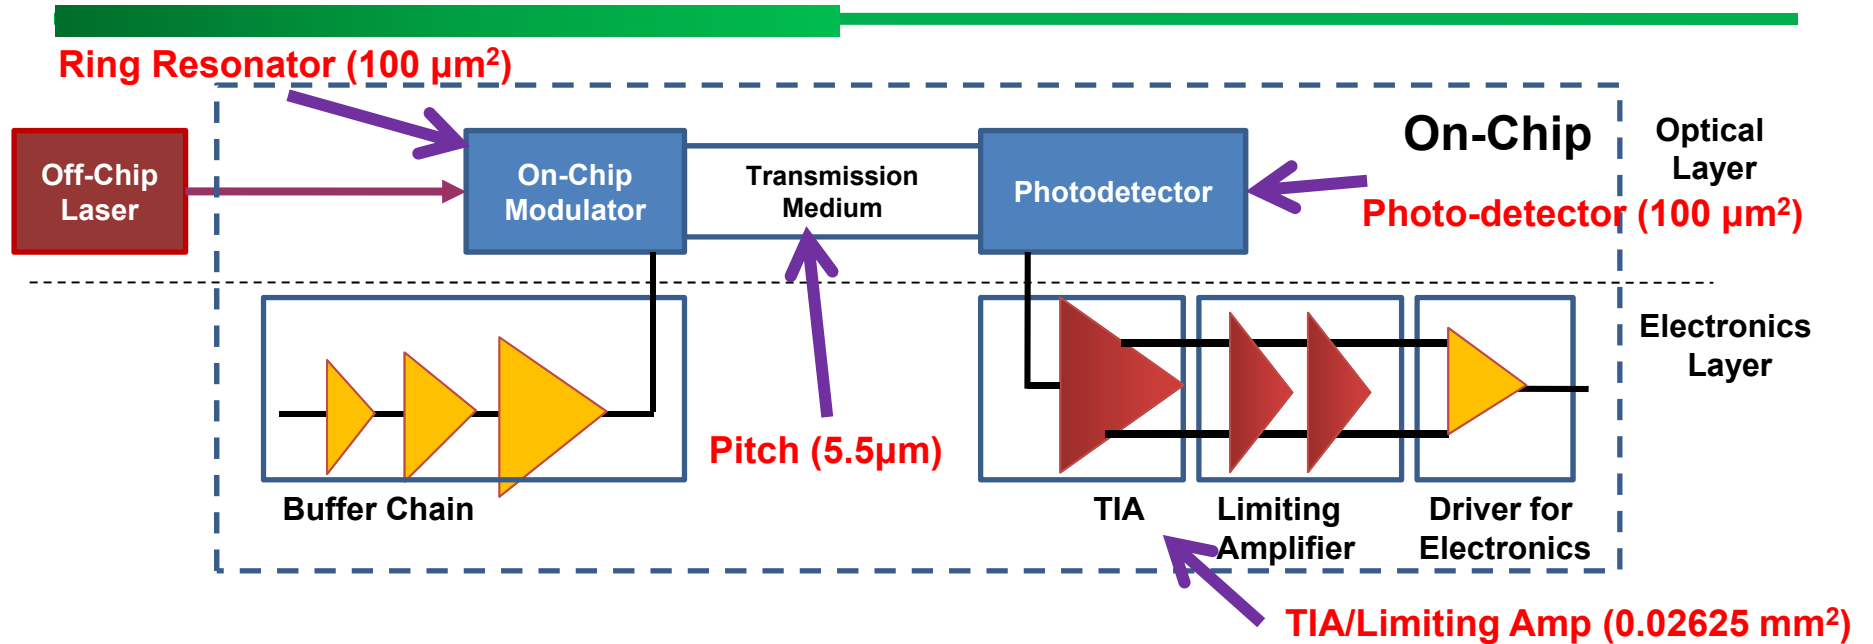 Ring Resonator (100 µm²)
On-Chip
Optical
Layer
Off-Chip
Laser
On-Chip
Modulator
Transmission
Medium
Photodetector
Photo-detector (100 µm²)
Electronics
Layer
Pitch (5.5µm)
Buffer Chain
TIA
Limiting
Amplifier
Driver for
Electronics
TIA/Limiting Amp (0.02625 mm²)